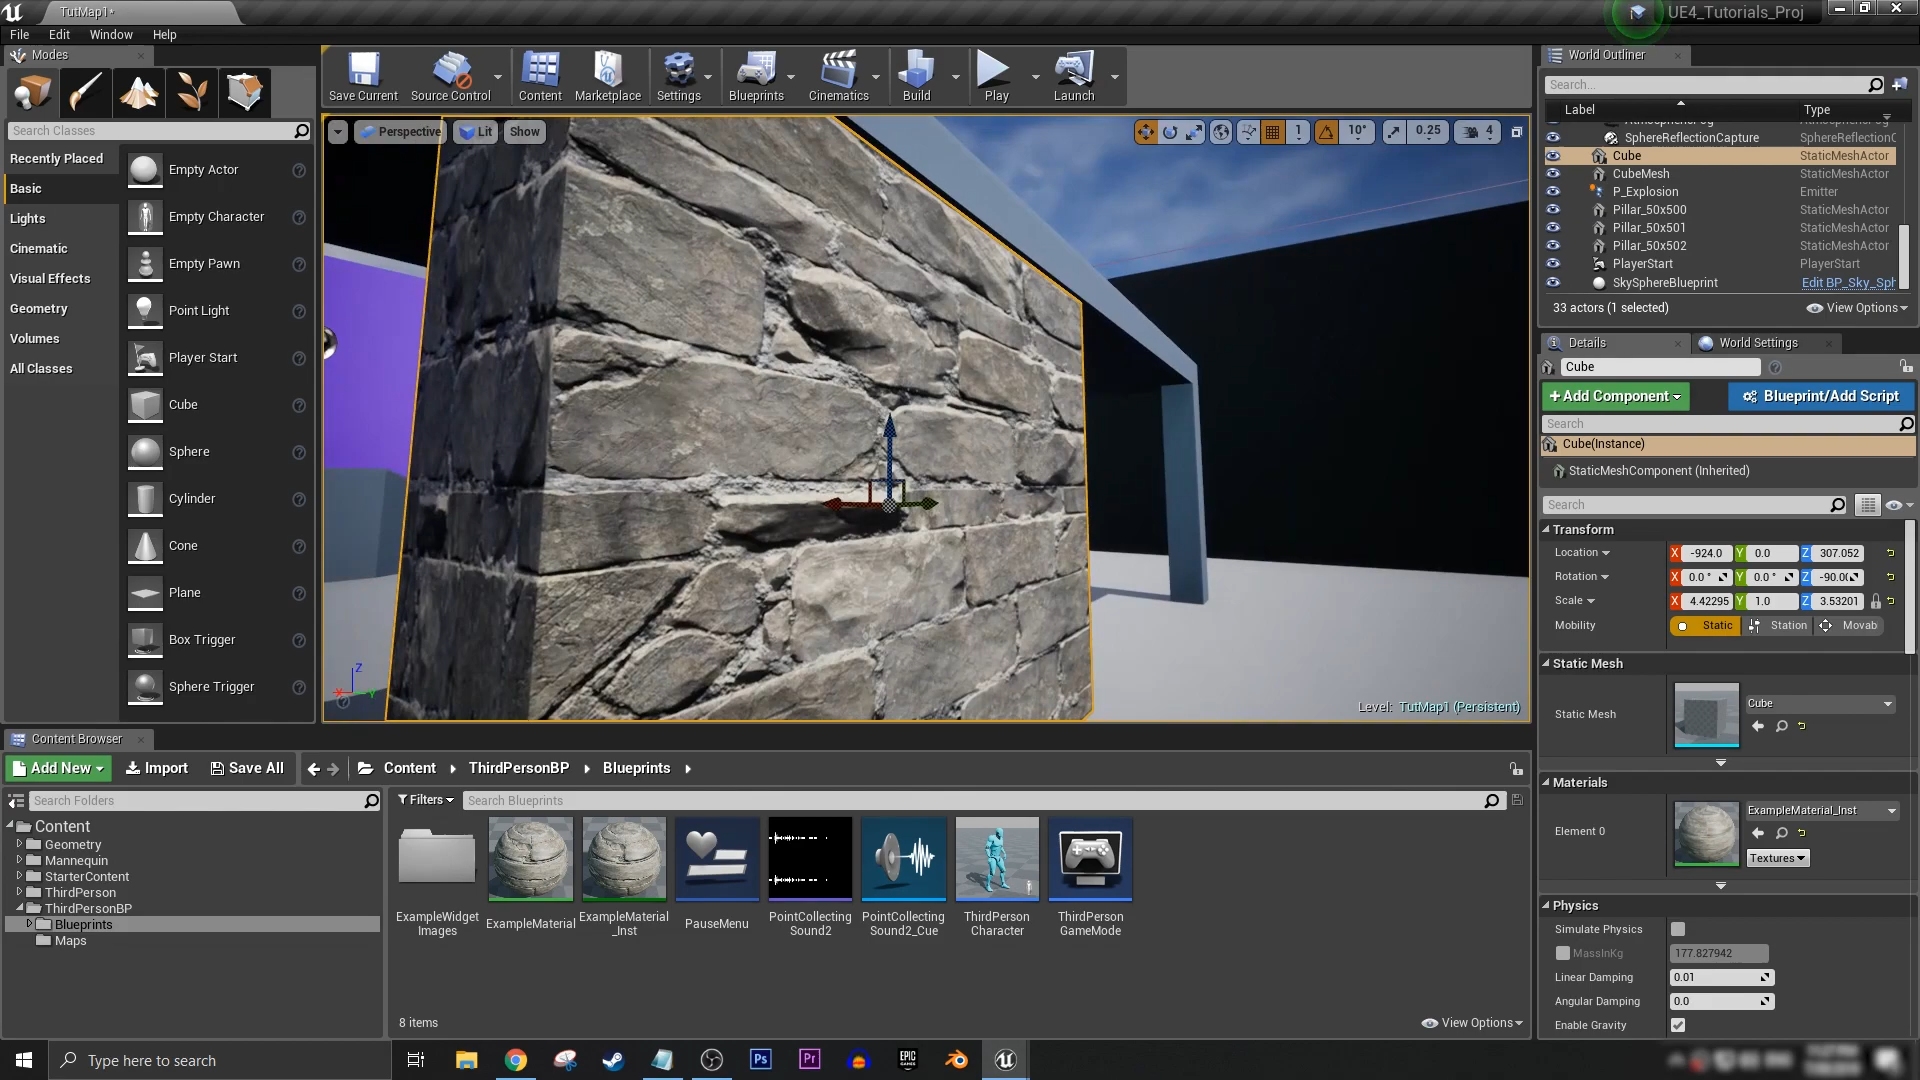 TutMap1*
UE4_Tutorials_Proj
File Edit Window Help
Modes
Search Classes
Recently Placed
Basic
Lights
Cinematic
Visual Effects
Geometry
Volumes
All Classes
Empty Actor
Empty Character
Empty Pawn
Point Light
Player Start
Cube
Sphere
Cylinder
Cone
Plane
Box Trigger
Sphere Trigger
Save Current Source Control Content Marketplace Settings Blueprints Cinematics Build Play Launch
Perspective Lit Show 1 10° 0.25 4
X Y Z
Level: TutMap1 (Persistent)
World Outliner
Search...
Label Type
SphereReflectionCapture SphereReflectionC
Cube StaticMeshActor
CubeMesh StaticMeshActor
P_Explosion Emitter
Pillar_50x500 StaticMeshActor
Pillar_50x501 StaticMeshActor
Pillar_50x502 StaticMeshActor
PlayerStart PlayerStart
SkySphereBlueprint Edit BP_Sky_Sph
33 actors (1 selected) View Options
Details World Settings
Cube
+Add Component Blueprint/Add Script
Search
Cube(Instance)
StaticMeshComponent (Inherited)
Search
Transform
Location X -924.0 Y 0.0 Z 307.052
Rotation X 0.0° Y 0.0° Z -90.0(
Scale X 4.42295 Y 1.0 Z 3.53201
Mobility Static Station Movab
Static Mesh
Static Mesh Cube
Materials
Element 0 ExampleMaterial_Inst
Textures
Physics
Simulate Physics
MassInKg 177.827942
Linear Damping 0.01
Angular Damping 0.0
Enable Gravity
Content Browser
Add New Import Save All Content ThirdPersonBP Blueprints
Search Folders
Content
Geometry
Mannequin
StarterContent
ThirdPerson
ThirdPersonBP
Blueprints
Maps
Filters Search Blueprints
ExampleWidget
Images
ExampleMaterial
ExampleMaterial
_Inst
PauseMenu
PointCollecting
Sound2
PointCollecting
Sound2_Cue
ThirdPerson
Character
ThirdPerson
GameMode
8 items View Options
Type here to search
Ps Pr EPIC GAMES